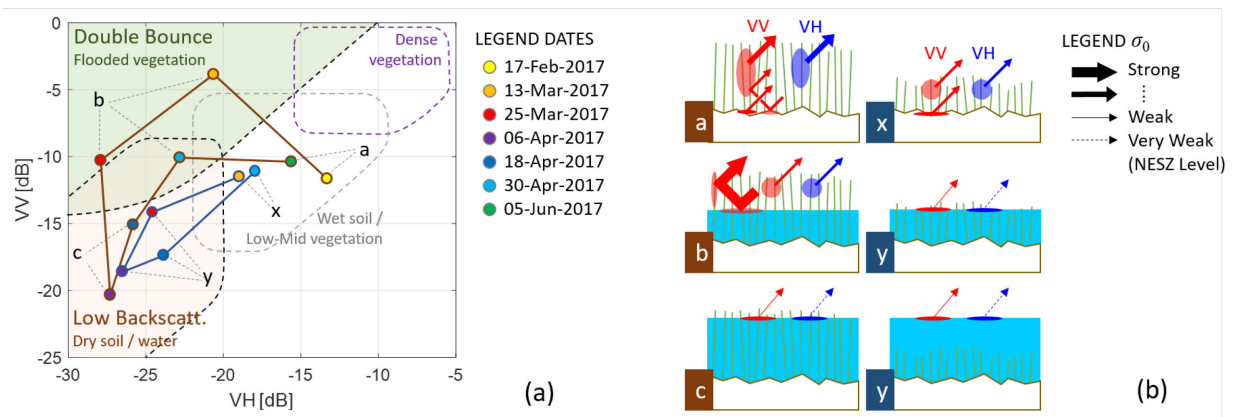 Double Bounce
Flooded vegetation
Dense
vegetation
b
a
x
Wet soil /
Low-Mid vegetation
c
y
Low Backscatt.
Dry soil / water
0
-5
-10
-15
-20
-25
VV [dB]
-30
-25
-20
-15
-10
-5
VH [dB]
LEGEND DATES
17-Feb-2017
13-Mar-2017
25-Mar-2017
06-Apr-2017
18-Apr-2017
30-Apr-2017
05-Jun-2017
(a)
VV VH
a
VV VH
x
b
y
c
y
LEGEND σ0
Strong
⋮
Weak
Very Weak
(NESZ Level)
(b)